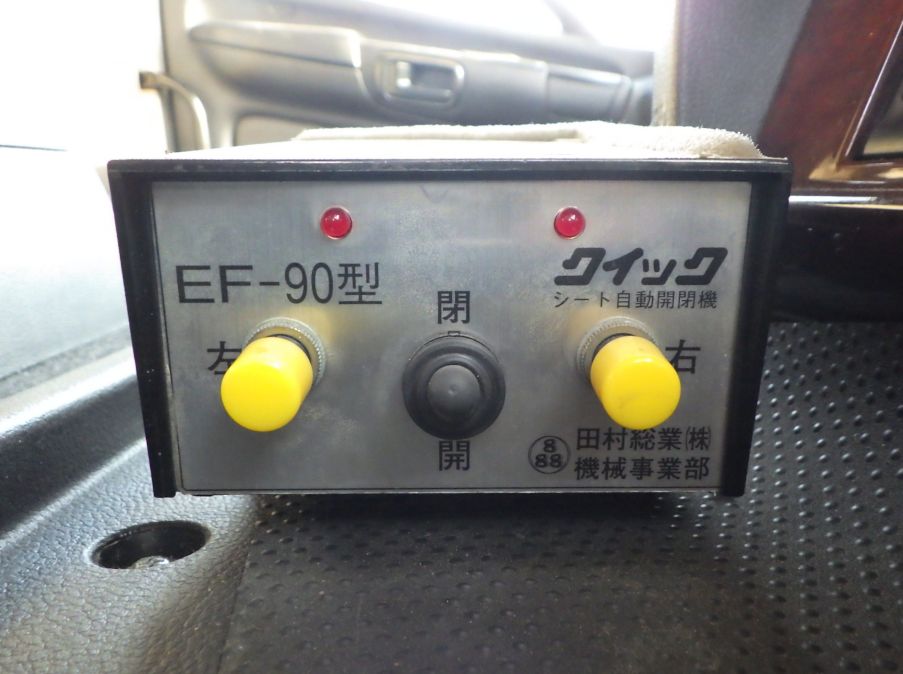 EF-90型
クイック
シート自動開閉機
閉
左
右
開
8
88
田村総業㈱
機械事業部